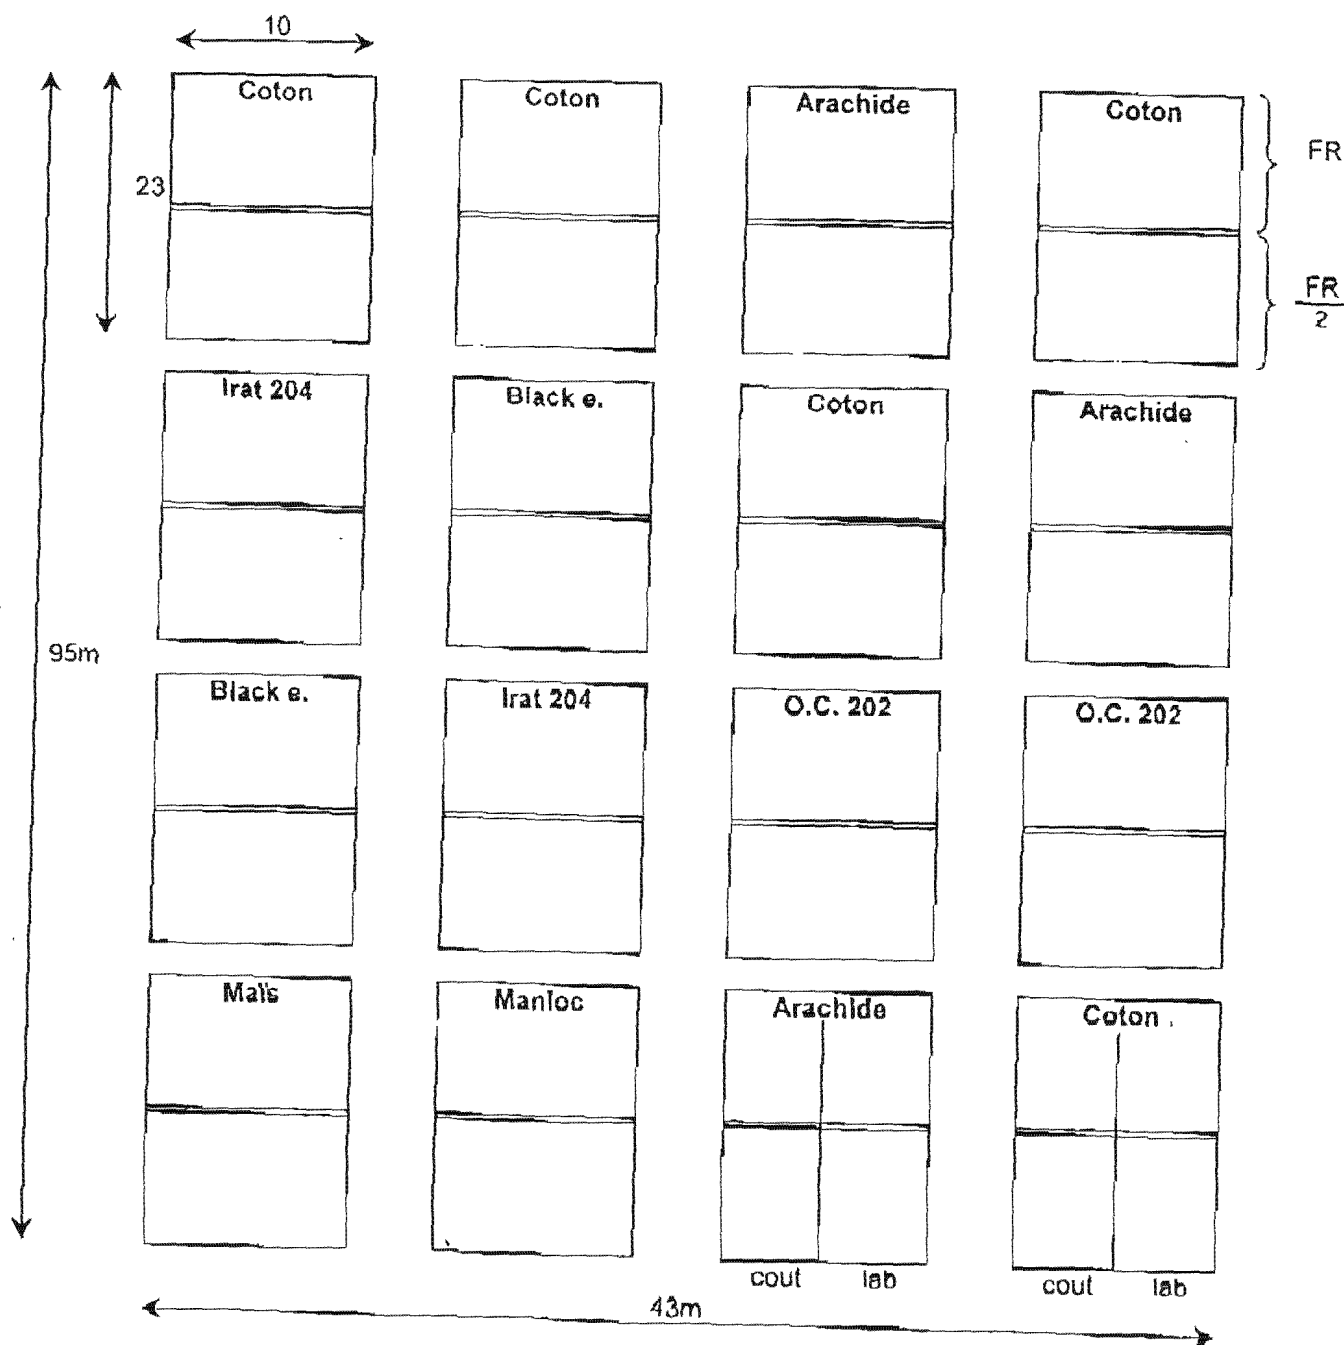 10
Coton
Coton
Arachide
Coton
23
FR
FR
2
Irat 204
Black e.
Coton
Arachide
95m
Black e.
Irat 204
O.C. 202
O.C. 202
Maïs
Manioc
Arachide
Coton
cout
lab
cout
lab
43m